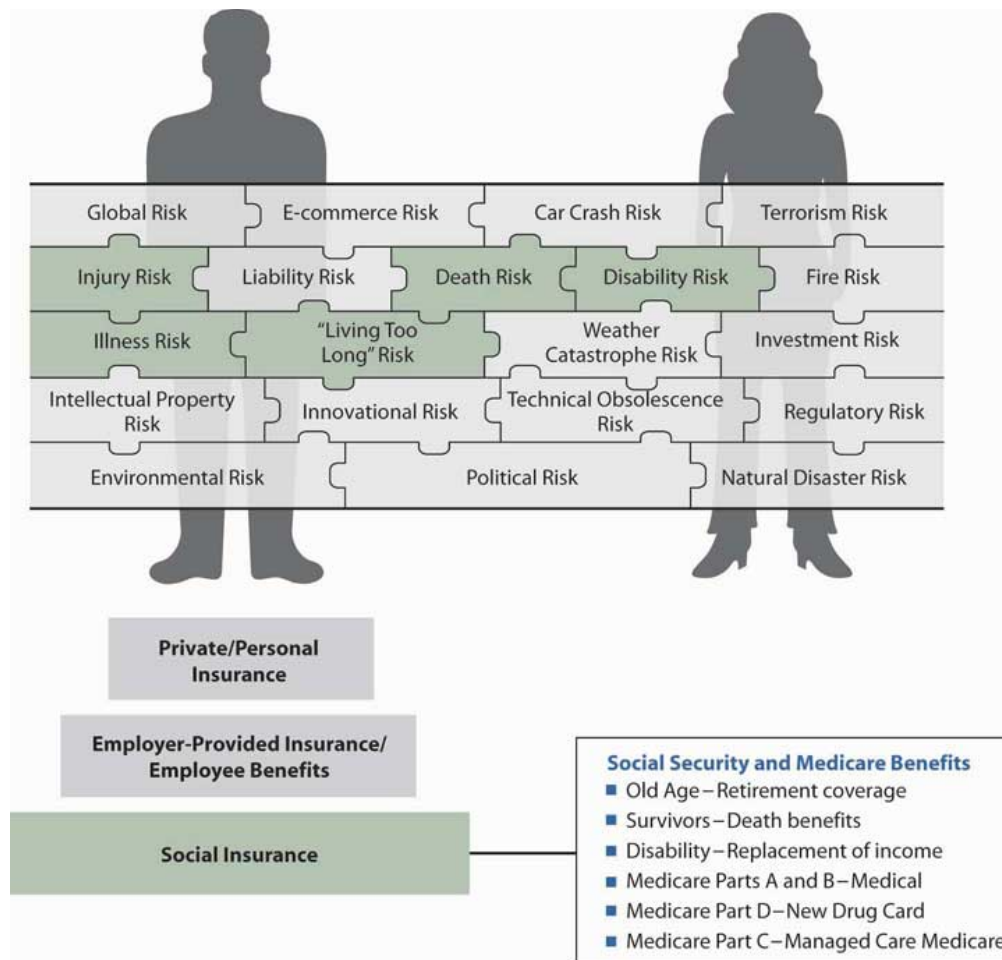 Global Risk
E-commerce Risk
Car Crash Risk
Terrorism Risk
Injury Risk
Liability Risk
Death Risk
Disability Risk
Fire Risk
Illness Risk
“Living Too
Long” Risk
Weather
Catastrophe Risk
Investment Risk
Intellectual Property
Risk
Innovational Risk
Technical Obsolescence
Risk
Regulatory Risk
Environmental Risk
Political Risk
Natural Disaster Risk
Private/Personal
Insurance
Employer-Provided Insurance/
Employee Benefits
Social Insurance
Social Security and Medicare Benefits
■ Old Age–Retirement coverage
■ Survivors–Death benefits
■ Disability–Replacement of income
■ Medicare Parts A and B–Medical
■ Medicare Part D–New Drug Card
■ Medicare Part C–Managed Care Medicare